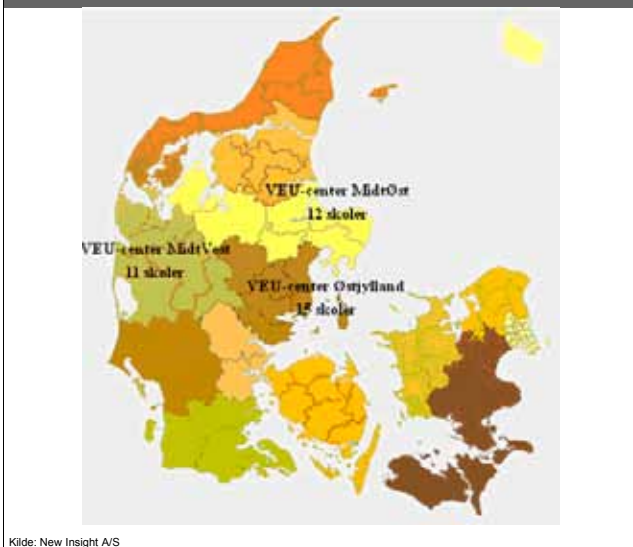 VEU-center MidtØst
12 skoler
VEU-center MidtVest
11 skoler
VEU-center Østjylland
15 skoler
Kilde: New Insight A/S